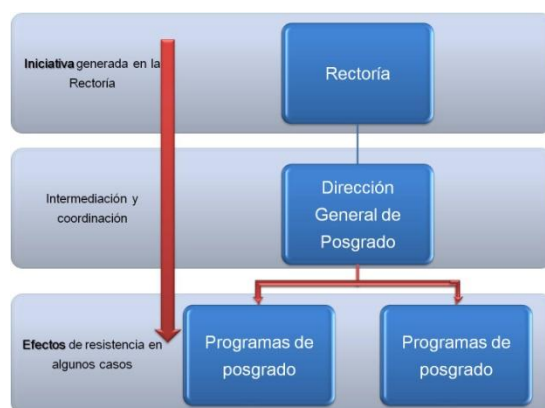 Iniciativa generada en la
Rectoría
Rectoría
Intermediación y
coordinación
Dirección
General de
Posgrado
Efectos de resistencia en
algunos casos
Programas de
posgrado
Programas de
posgrado